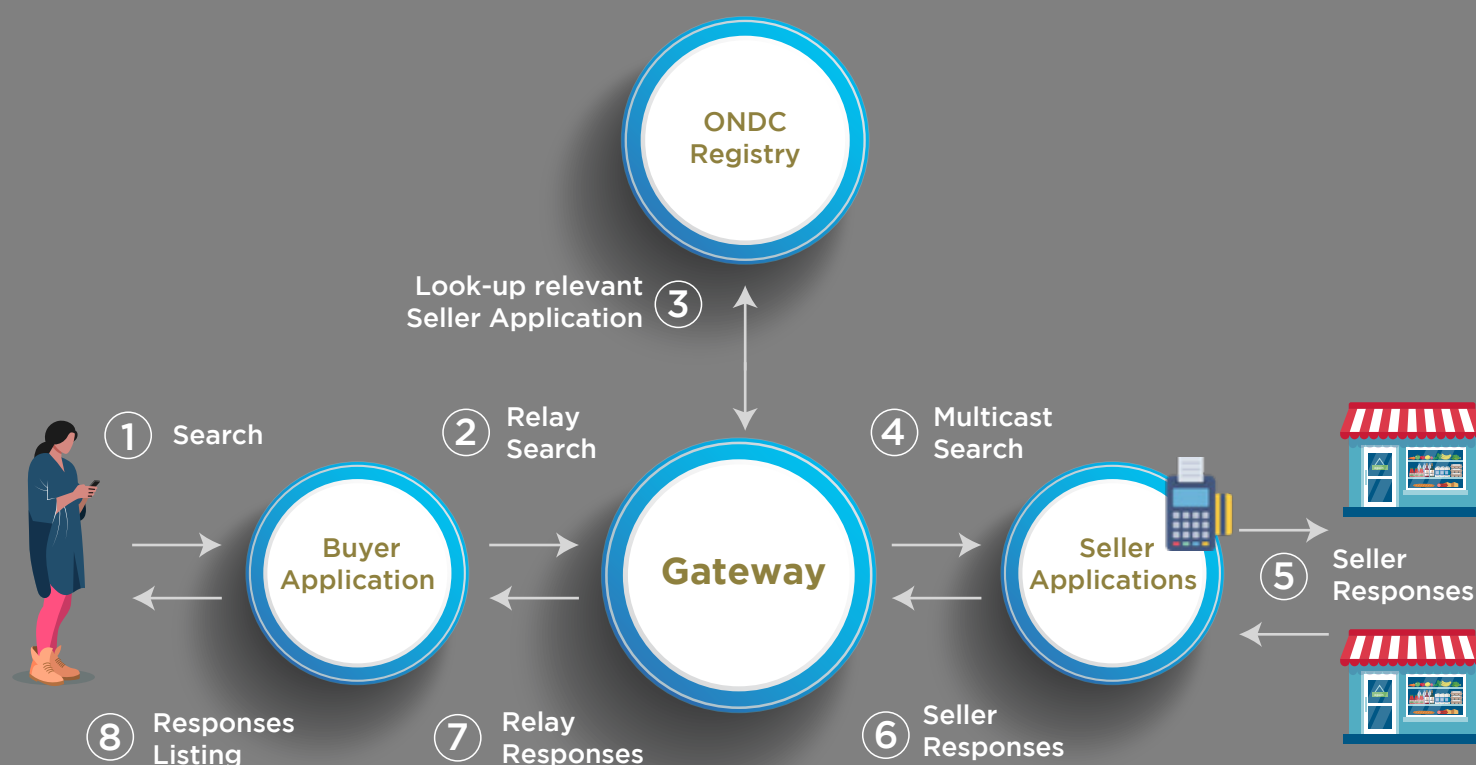 ONDC
Registry
Look-up relevant
Seller Application
3
1
Search
2
Relay
Search
4
Multicast
Search
Buyer
Application
Gateway
Seller
Applications
5
Seller
Responses
8
Responses
Listing
7
Relay
Responses
6
Seller
Responses